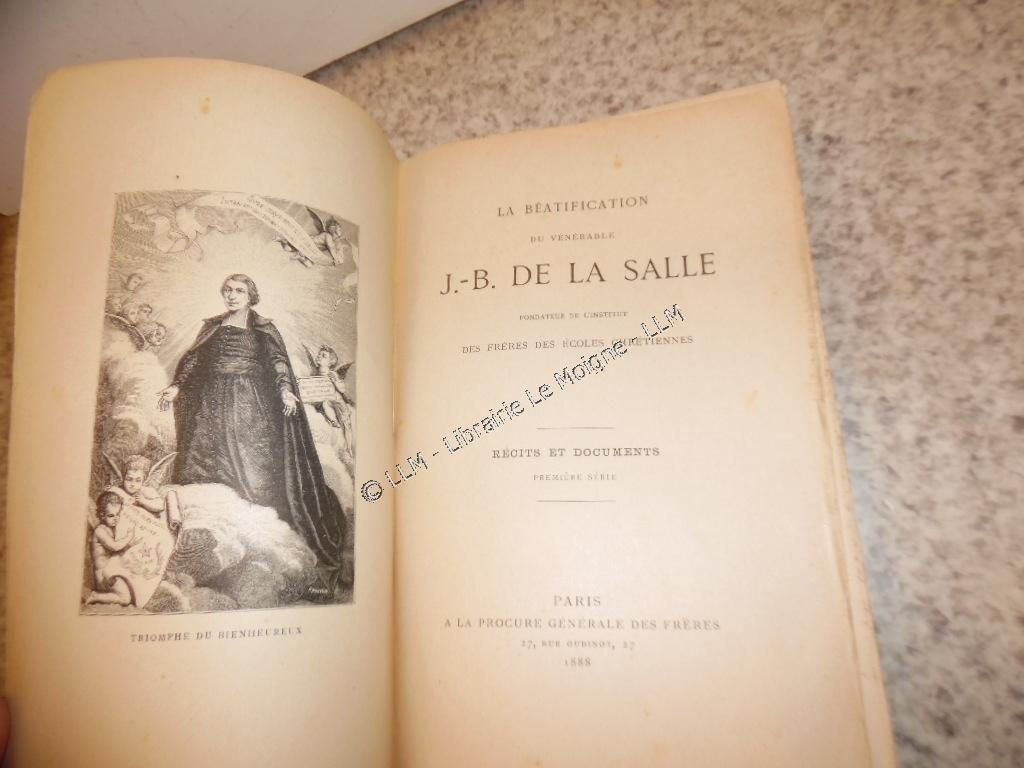 TRIOMPHE DU BIENHEUREUX
LA BÉATIFICATION
DU VÉNÉRABLE
J.-B. DE LA SALLE
FONDATEUR DE L'INSTITUT
DES FRÈRES DES ÉCOLES CHRÉTIENNES
RÉCITS ET DOCUMENTS
PREMIÈRE SÉRIE
PARIS
A LA PROCURE GÉNÉRALE DES FRÈRES
27, RUE OUDINOT, 27
1888
© LLM - Librairie Le Moigne - LLM